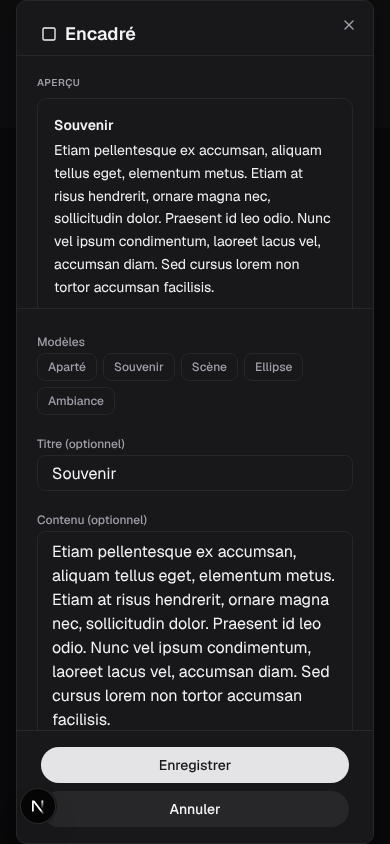 Encadré
APERÇU
Souvenir
Etiam pellentesque ex accumsan, aliquam
tellus eget, elementum metus. Etiam at
risus hendrerit, ornare magna nec,
sollicitudin dolor. Praesent id leo odio. Nunc
vel ipsum condimentum, laoreet lacus vel,
accumsan diam. Sed cursus lorem non
tortor accumsan facilisis.
Modèles
Aparté
Souvenir
Scène
Ellipse
Ambiance
Titre (optionnel)
Souvenir
Contenu (optionnel)
Etiam pellentesque ex accumsan,
aliquam tellus eget, elementum metus.
Etiam at risus hendrerit, ornare magna
nec, sollicitudin dolor. Praesent id leo
odio. Nunc vel ipsum condimentum,
laoreet lacus vel, accumsan diam. Sed
cursus lorem non tortor accumsan
facilisis.
Enregistrer
N
Annuler